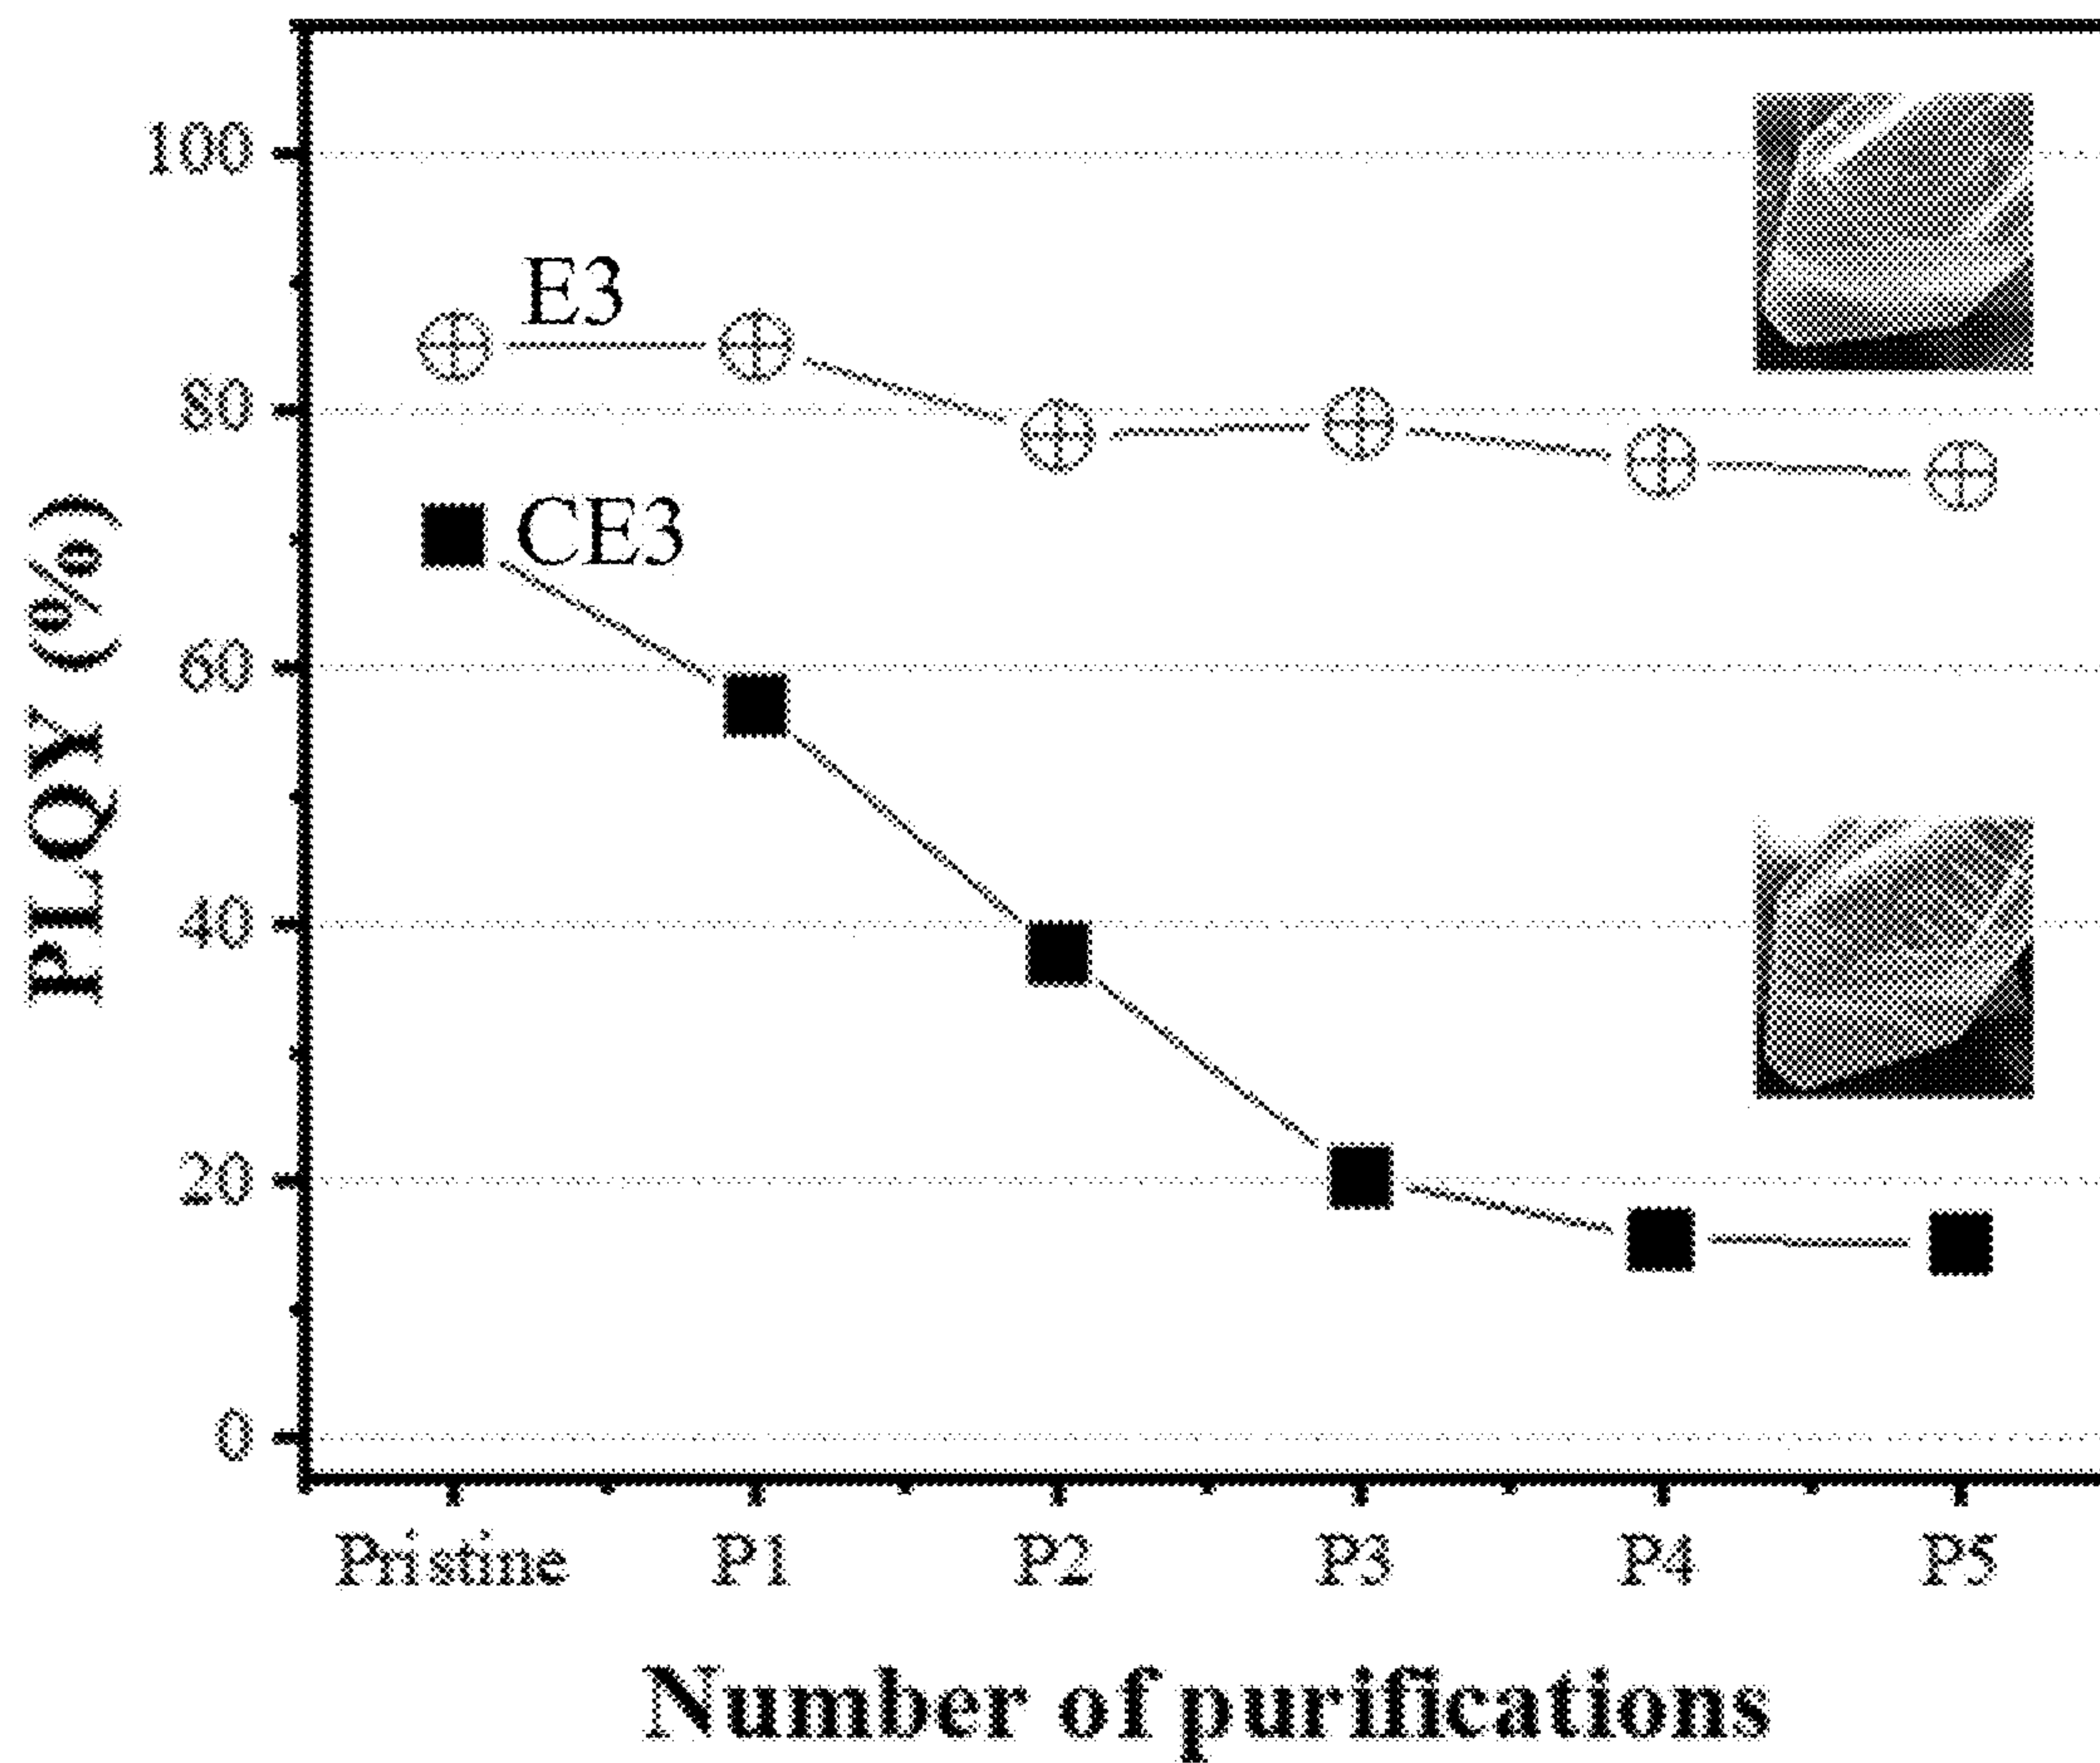 100
80
60
40
20
0
PLQY (%)
E3
CE3
Pristine P1 P2 P3 P4 P5
Number of purifications